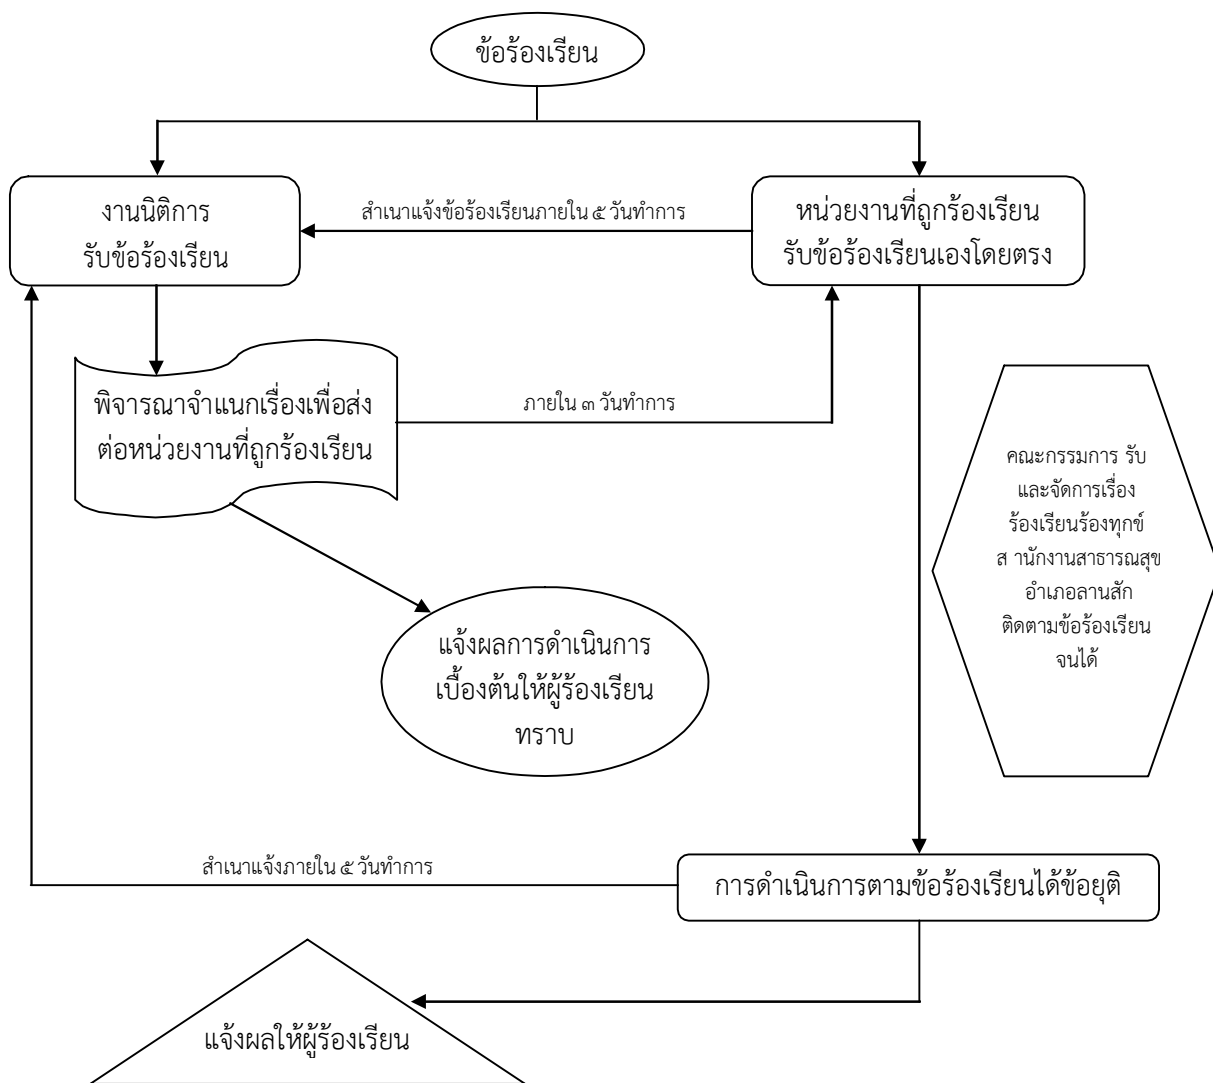 ข้อร้องเรียน
งานนิติการ
รับข้อร้องเรียน
สำเนาแจ้งข้อร้องเรียนภายใน ๕ วันทำการ
หน่วยงานที่ถูกร้องเรียน
รับข้อร้องเรียนเองโดยตรง
พิจารณาจำแนกเรื่องเพื่อส่ง
ต่อหน่วยงานที่ถูกร้องเรียน
ภายใน ๓ วันทำการ
คณะกรรมการ รับ
และจัดการเรื่อง
ร้องเรียนร้องทุกข์
ส านักงานสาธารณสุข
อำเภอลานสัก
ติดตามข้อร้องเรียน
จนได้
แจ้งผลการดำเนินการ
เบื้องต้นให้ผู้ร้องเรียน
ทราบ
สำเนาแจ้งภายใน ๕ วันทำการ
การดำเนินการตามข้อร้องเรียนได้ข้อยุติ
แจ้งผลให้ผู้ร้องเรียน